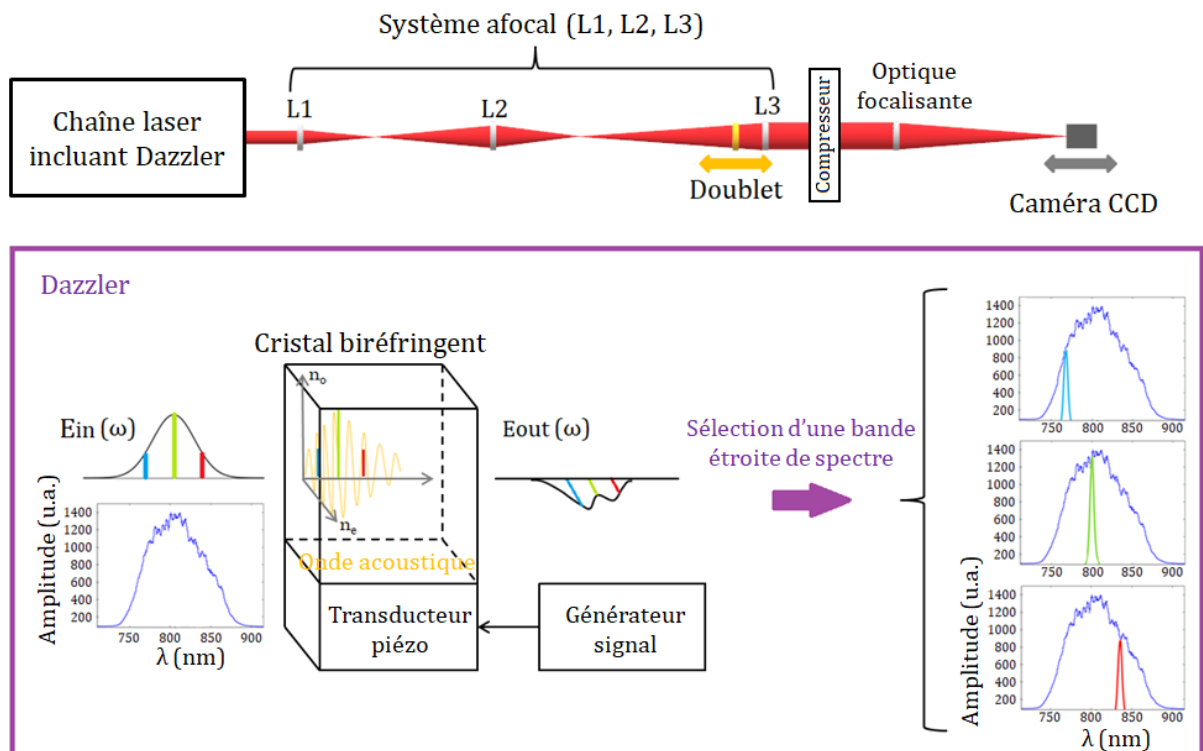 Système afocal (L1, L2, L3)
Chaîne laser
incluant Dazzler
L1
L2
L3
Doublet
Compresseur
Optique
focalisante
Caméra CCD
Dazzler
Ein (ω)
Cristal biréfringent
nₒ
nₑ
Onde acoustique
Transducteur
piézo
Générateur
signal
Eout (ω)
Sélection d'une bande
étroite de spectre
Amplitude (u.a.)
1400
1200
1000
800
600
400
200
750 800 850 900
λ (nm)
1400
1200
1000
800
600
400
200
750 800 850 900
1400
1200
1000
800
600
400
200
750 800 850 900
Amplitude (u.a.)
1400
1200
1000
800
600
400
200
750 800 850 900
λ (nm)